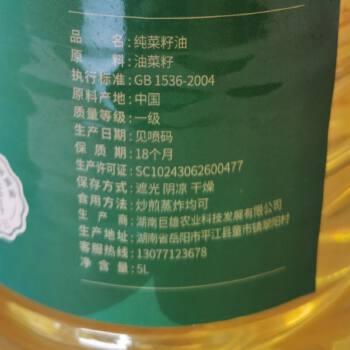 品名:纯菜籽油
原料:油菜籽
执行标准:GB 1536-2004
原料产地:中国
质量等级:一级
生产日期:见喷码
保质期:18个月
生产许可证:SC10243062600477
保存方式:遮光 阴凉 干燥
食用方式:炒煎蒸炸均可
生产商:湖南巨雄农业科技发展有限公司
生产地址:湖南省岳阳市平江县童市镇翠阳村
客服热线:13077123678
净含量:5L